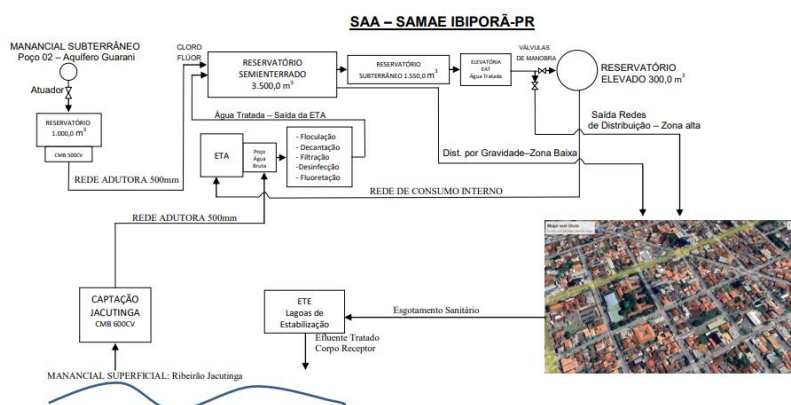 SAA – SAMAE IBIPORÃ-PR
MANANCIAL SUBTERRÂNEO
Poço 02 – Aquífero Guarani
Atuador
RESERVATÓRIO
1.000,0 m³
CMB 500CV
REDE ADUTORA 500mm
CLORO
FLÚOR
RESERVATÓRIO
SEMIENTERRADO
3.500,0 m³
RESERVATÓRIO
SUBTERRÂNEO 1.550,0 m³
ELEVATÓRIA
EAT
Água Tratada
VÁLVULAS
DE MANOBRA
RESERVATÓRIO
ELEVADO 300,0 m³
Água Tratada – Saída da ETA
ETA
Poço
Água
Bruta
- Floculação
- Decantação
- Filtração
-Desinfecção
- Fluoretação
Saída Redes
de Distribuição – Zona alta
Dist. por Gravidade–Zona Baixa
REDE DE CONSUMO INTERNO
REDE ADUTORA 500mm
Mapa sem título
CAPTAÇÃO
JACUTINGA
CMB 600CV
ETE
Lagoas de
Estabilização
Esgotamento Sanitário
Efluente Tratado
Corpo Receptor
MANANCIAL SUPERFICIAL: Ribeirão Jacutinga